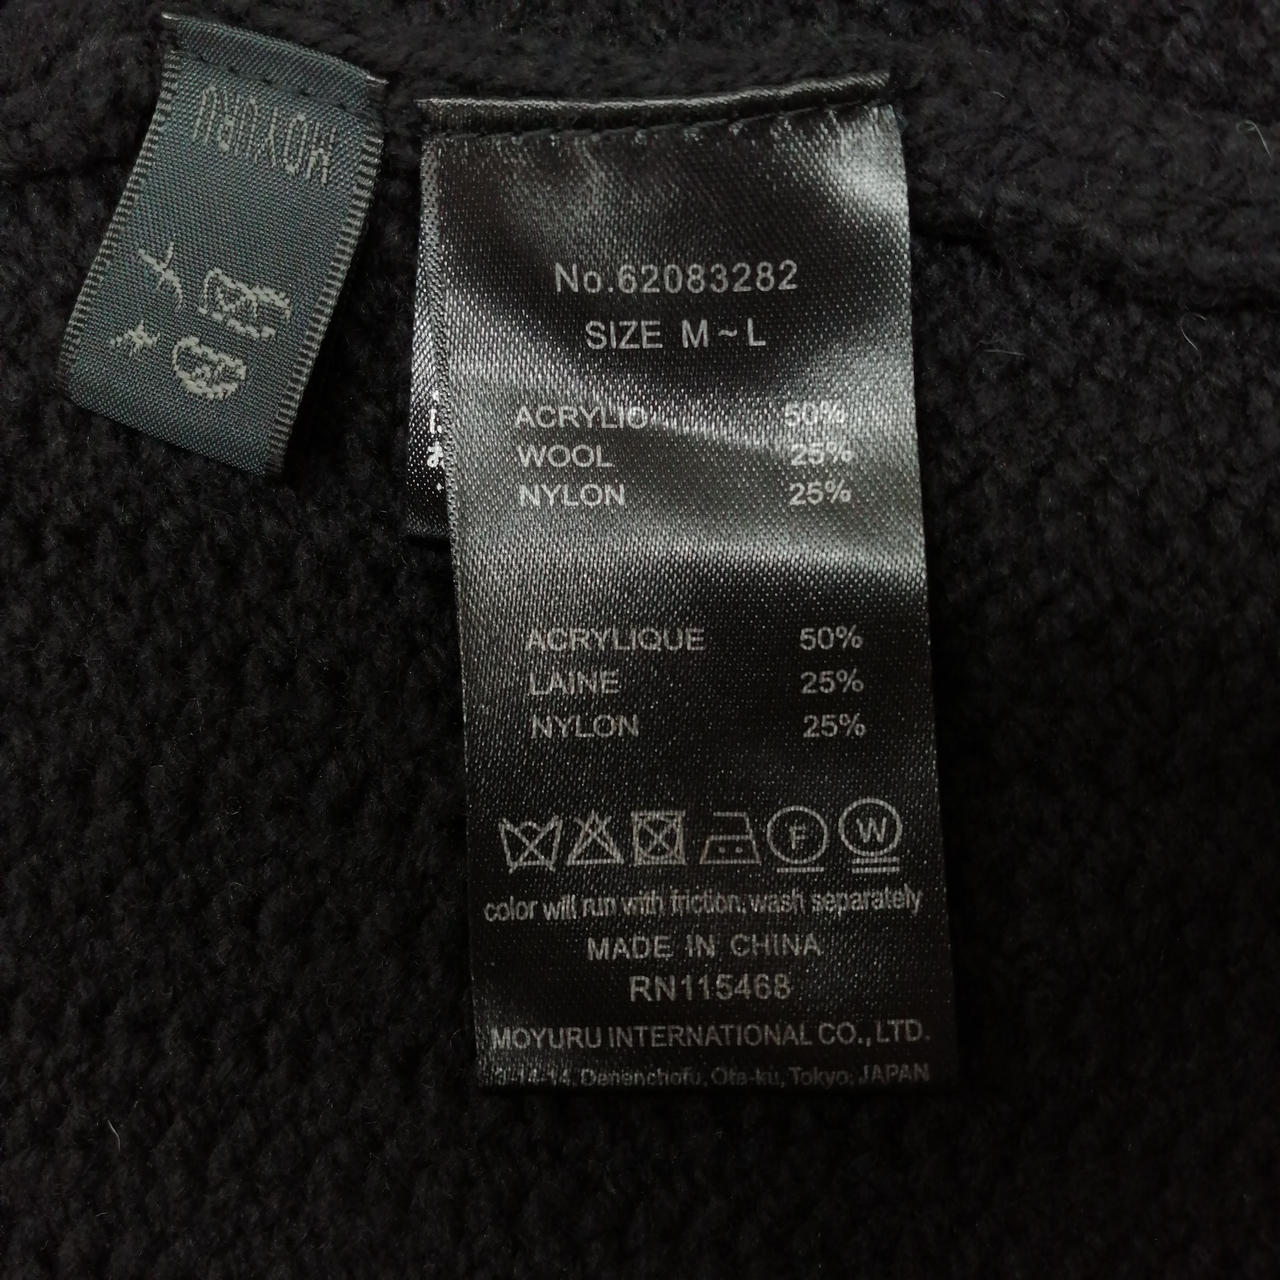 MOYURU
No.62083282
SIZE M~L
ACRYLIC 50%
WOOL 25%
NYLON 25%
ACRYLIQUE 50%
LAINE 25%
NYLON 25%
F
W
color will run with friction, wash separately
MADE IN CHINA
RN115468
MOYURU INTERNATIONAL CO., LTD.
3-14-14, Denenchofu, Ota-ku, Tokyo, JAPAN